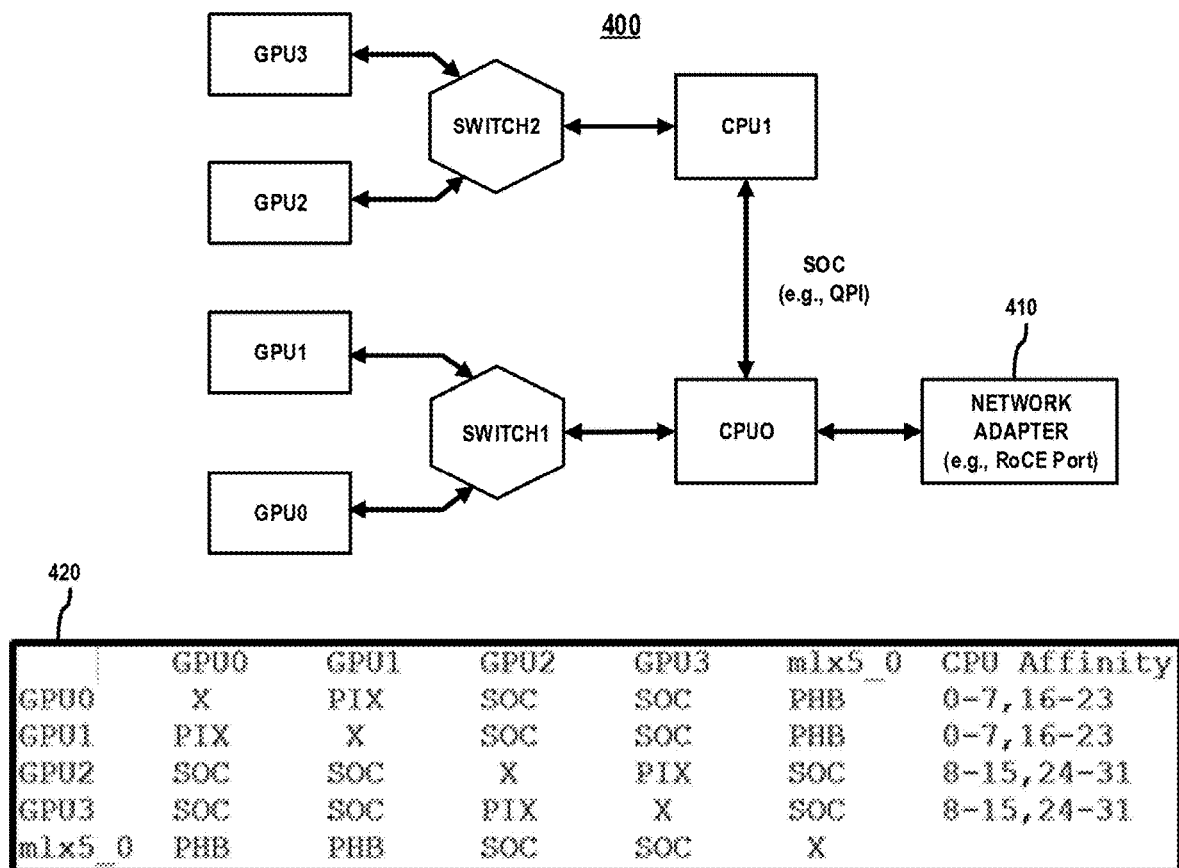 400
GPU3
SWITCH2
CPU1
GPU2
SOC
(e.g., QPI)
GPU1
410
SWITCH1
CPU0
NETWORK
ADAPTER
(e.g., RoCE Port)
GPU0
420
GPU0 GPU1 GPU2 GPU3 mlx5_0 CPU Affinity
GPU0 X PIX SOC SOC PHB 0-7,16-23
GPU1 PIX X SOC SOC PHB 0-7,16-23
GPU2 SOC SOC X PIX SOC 8-15,24-31
GPU3 SOC SOC PIX X SOC 8-15,24-31
mlx5_0 PHB PHB SOC SOC X